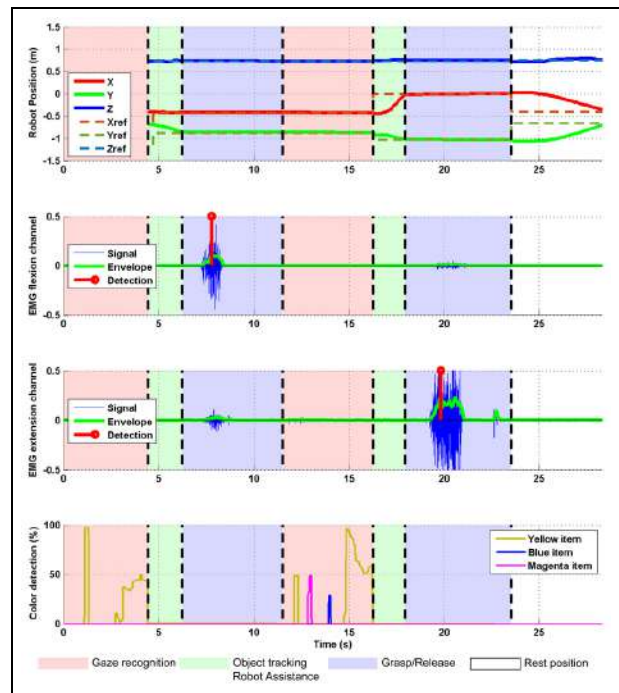 Robot Position (m)
1.5
1
0.5
0
-0.5
-1
-1.5
X
Y
Z
Xref
Yref
Zref
0
5
10
15
20
25
EMG flexion channel
0.5
0
-0.5
Signal
Envelope
Detection
0
5
10
15
20
25
EMG extension channel
0.5
0
-0.5
Signal
Envelope
Detection
0
5
10
15
20
25
Color detection (%)
100
50
0
Yellow item
Blue item
Magenta item
0
5
10
15
20
25
Time (s)
Gaze recognition
Object tracking
Robot Assistance
Grasp/Release
Rest position